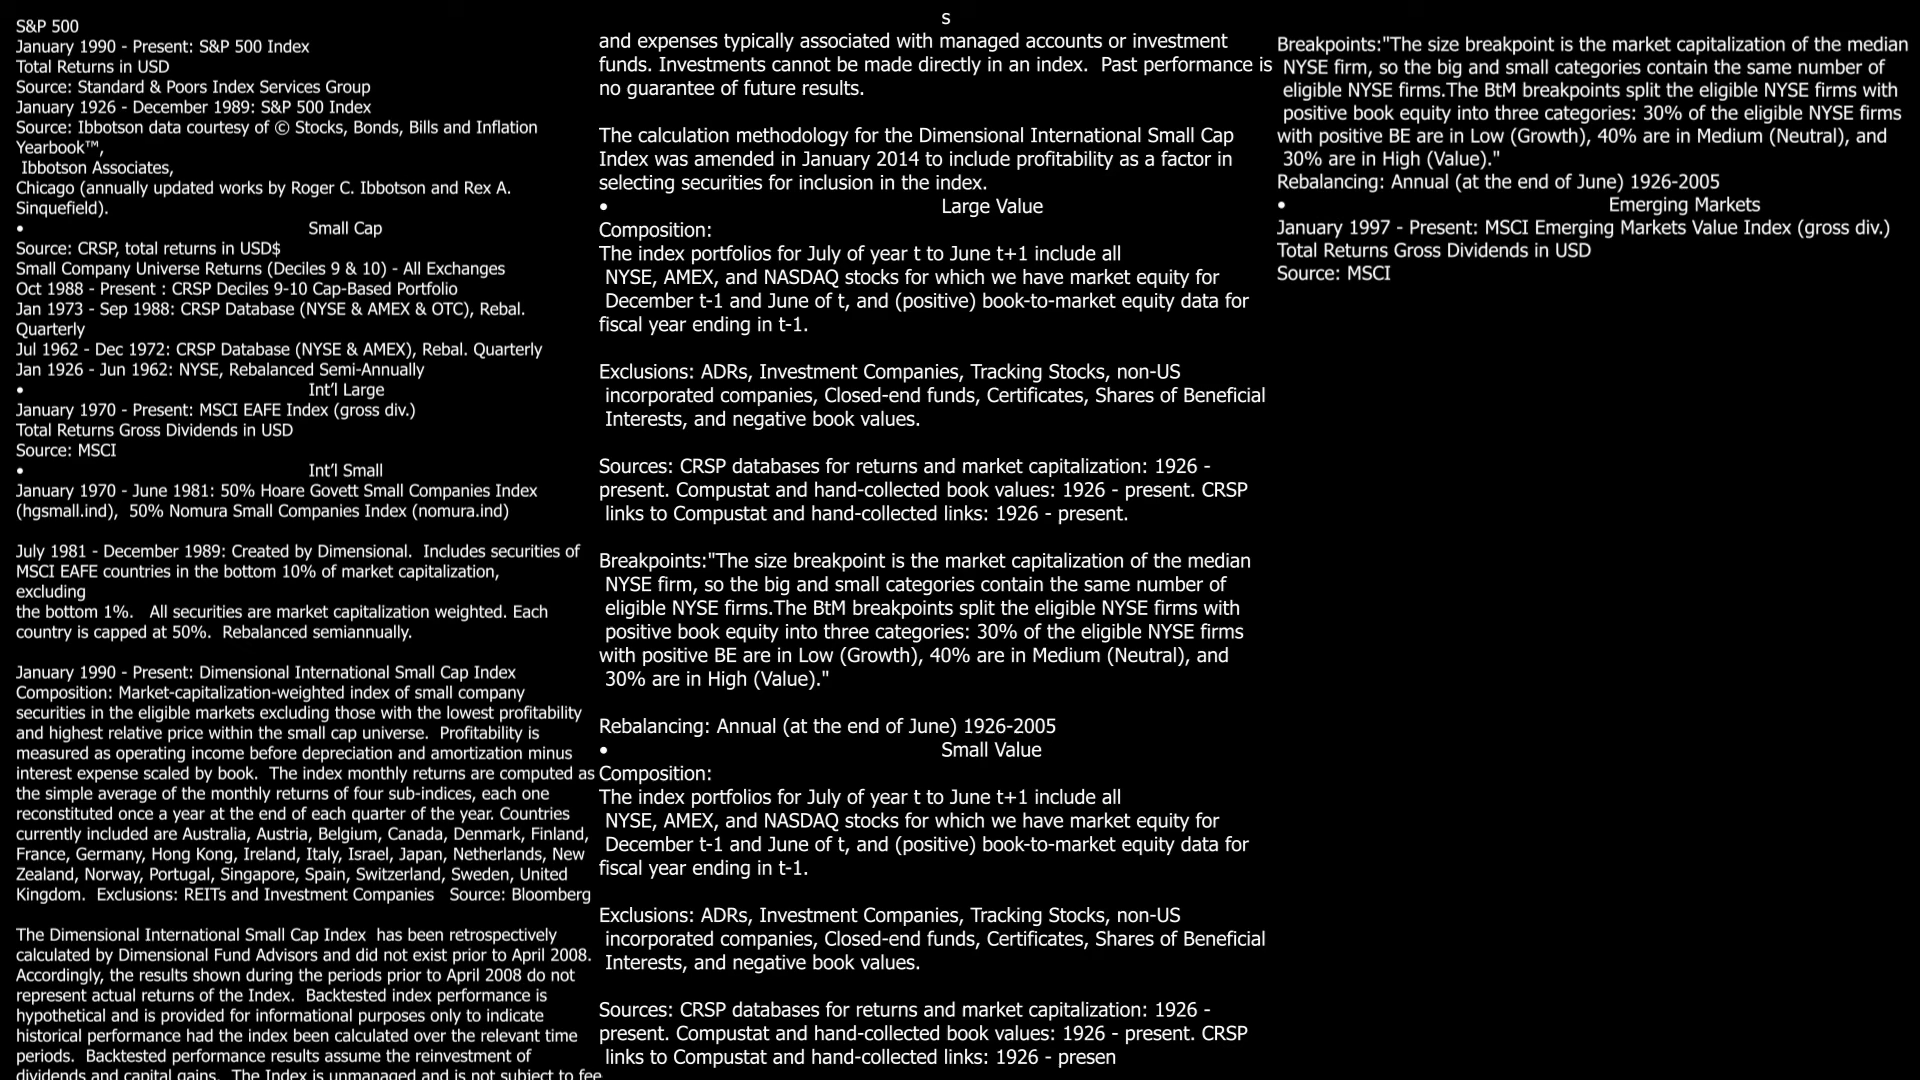 S&P 500
January 1990 - Present: S&P 500 Index
Total Returns in USD
Source: Standard & Poors Index Services Group
January 1926 - December 1989: S&P 500 Index
Source: Ibbotson data courtesy of © Stocks, Bonds, Bills and Inflation
Yearbook™,
Ibbotson Associates,
Chicago (annually updated works by Roger C. Ibbotson and Rex A.
Sinquefield).
• Small Cap
Source: CRSP, total returns in USD$
Small Company Universe Returns (Deciles 9 & 10) - All Exchanges
Oct 1988 - Present : CRSP Deciles 9-10 Cap-Based Portfolio
Jan 1973 - Sep 1988: CRSP Database (NYSE & AMEX & OTC), Rebal.
Quarterly
Jul 1962 - Dec 1972: CRSP Database (NYSE & AMEX), Rebal. Quarterly
Jan 1926 - Jun 1962: NYSE, Rebalanced Semi-Annually
• Int’l Large
January 1970 - Present: MSCI EAFE Index (gross div.)
Total Returns Gross Dividends in USD
Source: MSCI
• Int’l Small
January 1970 - June 1981: 50% Hoare Govett Small Companies Index
(hgsmall.ind), 50% Nomura Small Companies Index (nomura.ind)
July 1981 - December 1989: Created by Dimensional. Includes securities of
MSCI EAFE countries in the bottom 10% of market capitalization,
excluding
the bottom 1%. All securities are market capitalization weighted. Each
country is capped at 50%. Rebalanced semiannually.
January 1990 - Present: Dimensional International Small Cap Index
Composition: Market-capitalization-weighted index of small company
securities in the eligible markets excluding those with the lowest profitability
and highest relative price within the small cap universe. Profitability is
measured as operating income before depreciation and amortization minus
interest expense scaled by book. The index monthly returns are computed as
the simple average of the monthly returns of four sub-indices, each one
reconstituted once a year at the end of each quarter of the year. Countries
currently included are Australia, Austria, Belgium, Canada, Denmark, Finland,
France, Germany, Hong Kong, Ireland, Italy, Israel, Japan, Netherlands, New
Zealand, Norway, Portugal, Singapore, Spain, Switzerland, Sweden, United
Kingdom. Exclusions: REITs and Investment Companies Source: Bloomberg
The Dimensional International Small Cap Index has been retrospectively
calculated by Dimensional Fund Advisors and did not exist prior to April 2008.
Accordingly, the results shown during the periods prior to April 2008 do not
represent actual returns of the Index. Backtested index performance is
hypothetical and is provided for informational purposes only to indicate
historical performance had the index been calculated over the relevant time
periods. Backtested performance results assume the reinvestment of
dividends and capital gains. The Index is unmanaged and is not subject to fee
s
and expenses typically associated with managed accounts or investment
funds. Investments cannot be made directly in an index. Past performance is
no guarantee of future results.
The calculation methodology for the Dimensional International Small Cap
Index was amended in January 2014 to include profitability as a factor in
selecting securities for inclusion in the index.
• Large Value
Composition:
The index portfolios for July of year t to June t+1 include all
NYSE, AMEX, and NASDAQ stocks for which we have market equity for
December t-1 and June of t, and (positive) book-to-market equity data for
fiscal year ending in t-1.
Exclusions: ADRs, Investment Companies, Tracking Stocks, non-US
incorporated companies, Closed-end funds, Certificates, Shares of Beneficial
Interests, and negative book values.
Sources: CRSP databases for returns and market capitalization: 1926 -
present. Compustat and hand-collected book values: 1926 - present. CRSP
links to Compustat and hand-collected links: 1926 - present.
Breakpoints:"The size breakpoint is the market capitalization of the median
NYSE firm, so the big and small categories contain the same number of
eligible NYSE firms.The BtM breakpoints split the eligible NYSE firms with
positive book equity into three categories: 30% of the eligible NYSE firms
with positive BE are in Low (Growth), 40% are in Medium (Neutral), and
30% are in High (Value)."
Rebalancing: Annual (at the end of June) 1926-2005
• Small Value
Composition:
The index portfolios for July of year t to June t+1 include all
NYSE, AMEX, and NASDAQ stocks for which we have market equity for
December t-1 and June of t, and (positive) book-to-market equity data for
fiscal year ending in t-1.
Exclusions: ADRs, Investment Companies, Tracking Stocks, non-US
incorporated companies, Closed-end funds, Certificates, Shares of Beneficial
Interests, and negative book values.
Sources: CRSP databases for returns and market capitalization: 1926 -
present. Compustat and hand-collected book values: 1926 - present. CRSP
links to Compustat and hand-collected links: 1926 - presen
Breakpoints:"The size breakpoint is the market capitalization of the median
NYSE firm, so the big and small categories contain the same number of
eligible NYSE firms.The BtM breakpoints split the eligible NYSE firms with
positive book equity into three categories: 30% of the eligible NYSE firms
with positive BE are in Low (Growth), 40% are in Medium (Neutral), and
30% are in High (Value)."
Rebalancing: Annual (at the end of June) 1926-2005
• Emerging Markets
January 1997 - Present: MSCI Emerging Markets Value Index (gross div.)
Total Returns Gross Dividends in USD
Source: MSCI